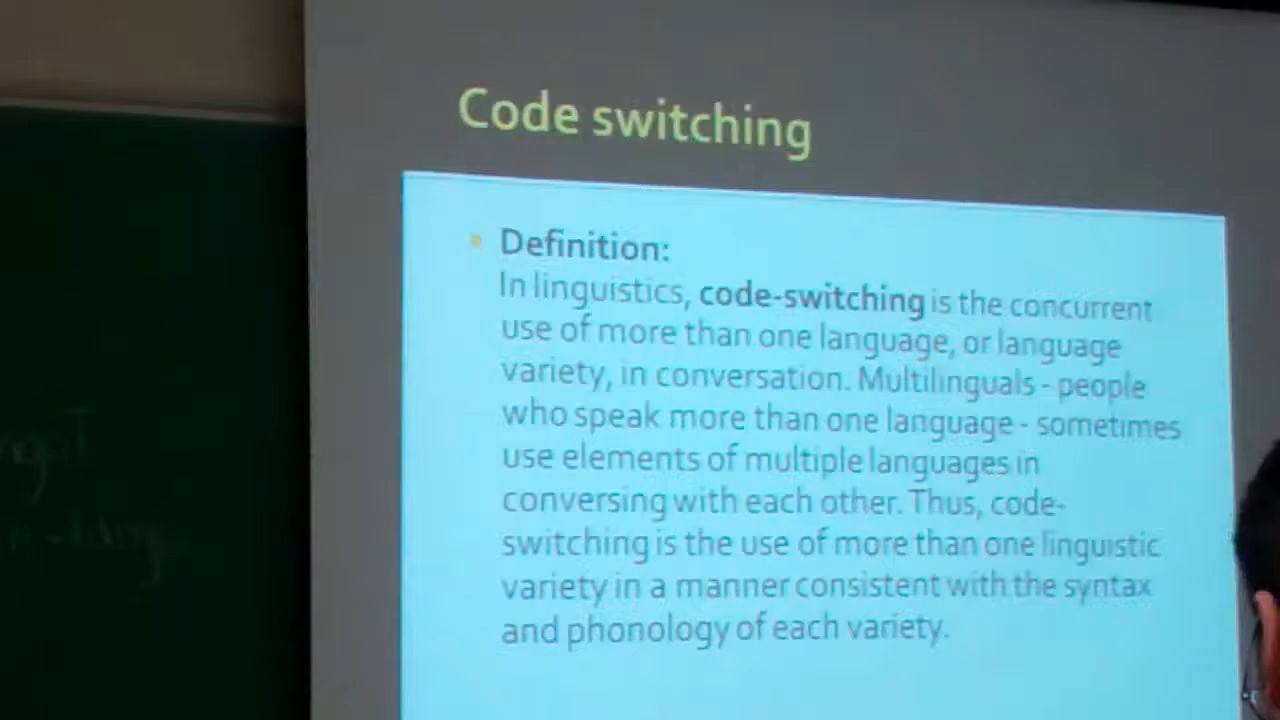 Code switching
Definition:
In linguistics, code-switching is the concurrent
use of more than one language, or language
variety, in conversation. Multilinguals - people
who speak more than one language - sometimes
use elements of multiple languages in
conversing with each other. Thus, code-
switching is the use of more than one linguistic
variety in a manner consistent with the syntax
and phonology of each variety.